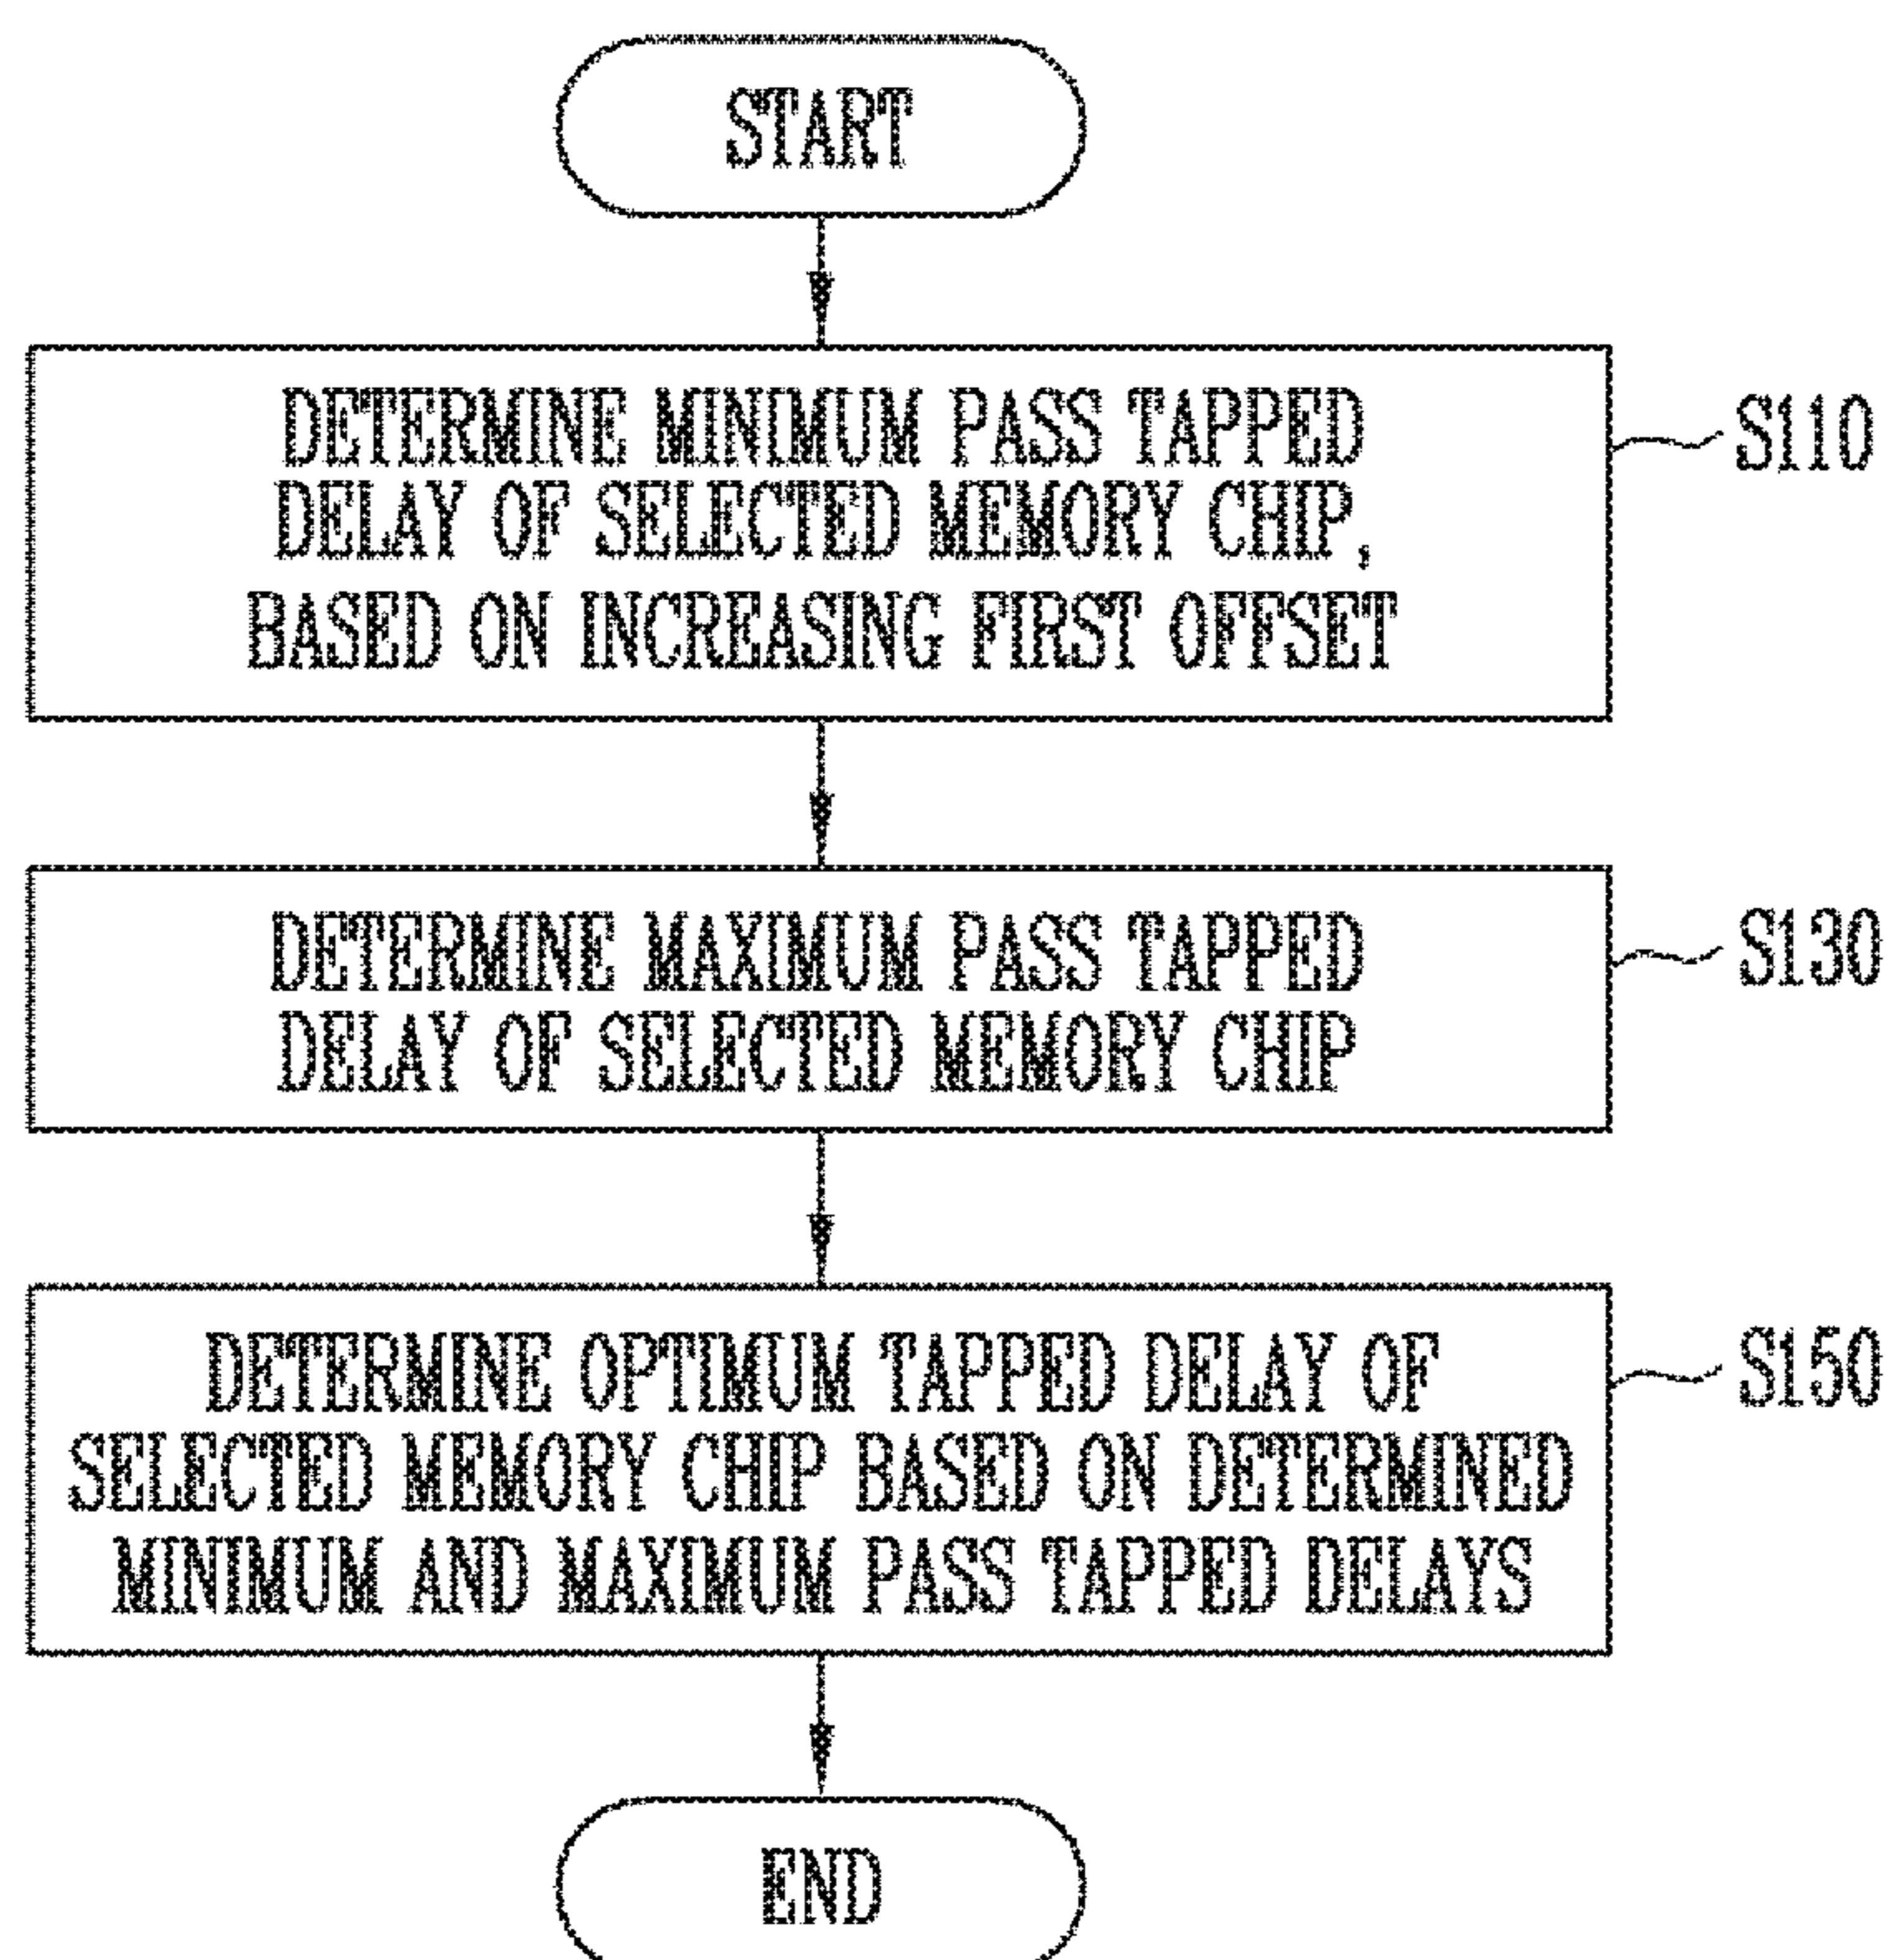 START
DETERMINE MINIMUM PASS TAPPED
DELAY OF SELECTED MEMORY CHIP,
BASED ON INCREASING FIRST OFFSET
S110
DETERMINE MAXIMUM PASS TAPPED
DELAY OF SELECTED MEMORY CHIP
S130
DETERMINE OPTIMUM TAPPED DELAY OF
SELECTED MEMORY CHIP BASED ON DETERMINED
MINIMUM AND MAXIMUM PASS TAPPED DELAYS
S150
END